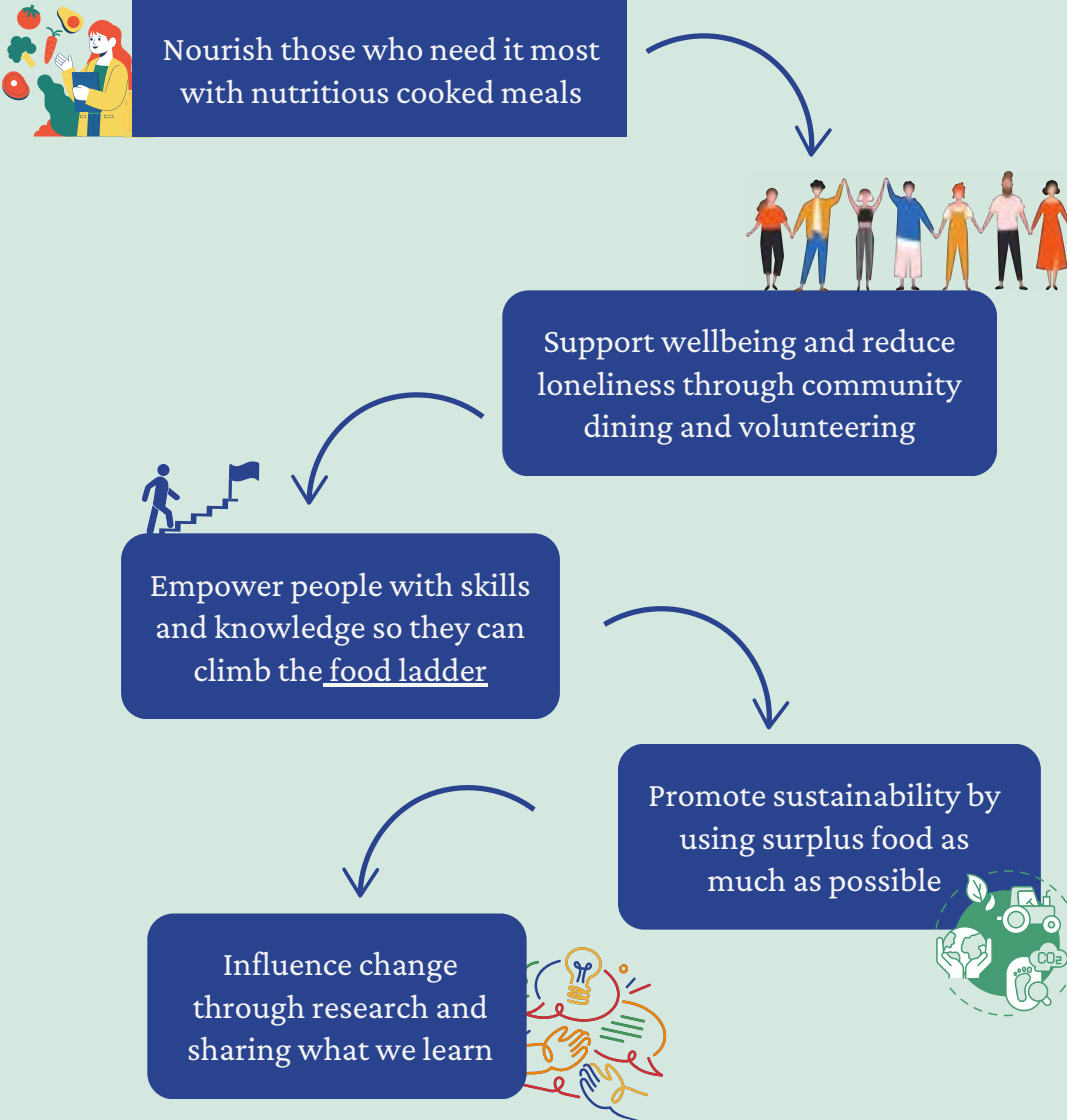 Nourish those who need it most
with nutritious cooked meals
Support wellbeing and reduce
loneliness through community
dining and volunteering
Empower people with skills
and knowledge so they can
climb the food ladder
Promote sustainability by
using surplus food as
much as possible
CO₂
Influence change
through research and
sharing what we learn